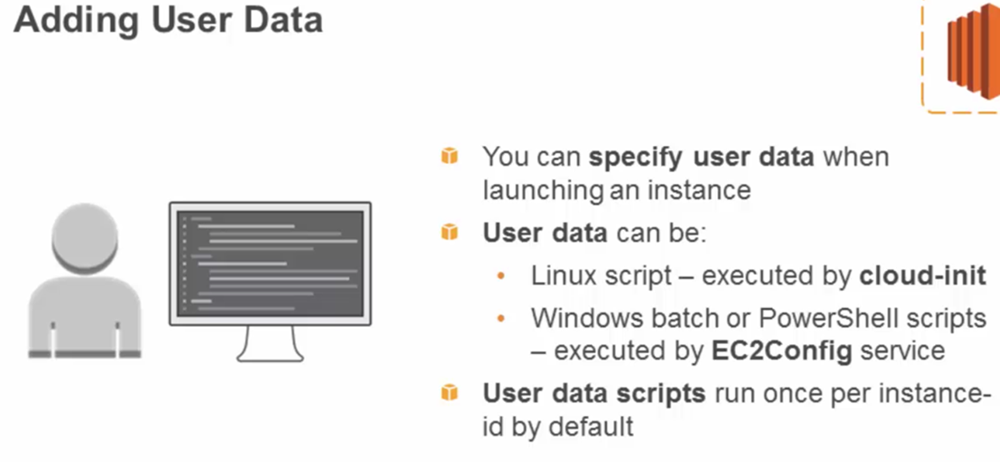 Adding User Data
You can specify user data when
launching an instance
User data can be:
• Linux script – executed by cloud-init
• Windows batch or PowerShell scripts
– executed by EC2Config service
User data scripts run once per instance-
id by default